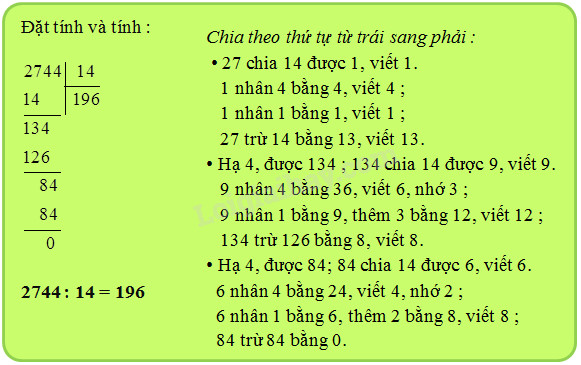 Đặt tính và tính :
2744 14
14 196
134
126
84
84
0
2744 : 14 = 196
Chia theo thứ tự từ trái sang phải :
• 27 chia 14 được 1, viết 1.
1 nhân 4 bằng 4, viết 4 ;
1 nhân 1 bằng 1, viết 1 ;
27 trừ 14 bằng 13, viết 13.
• Hạ 4, được 134 ; 134 chia 14 được 9, viết 9.
9 nhân 4 bằng 36, viết 6, nhớ 3 ;
9 nhân 1 bằng 9, thêm 3 bằng 12, viết 12 ;
134 trừ 126 bằng 8, viết 8.
• Hạ 4, được 84; 84 chia 14 được 6, viết 6.
6 nhân 4 bằng 24, viết 4, nhớ 2 ;
6 nhân 1 bằng 6, thêm 2 bằng 8, viết 8 ;
84 trừ 84 bằng 0.